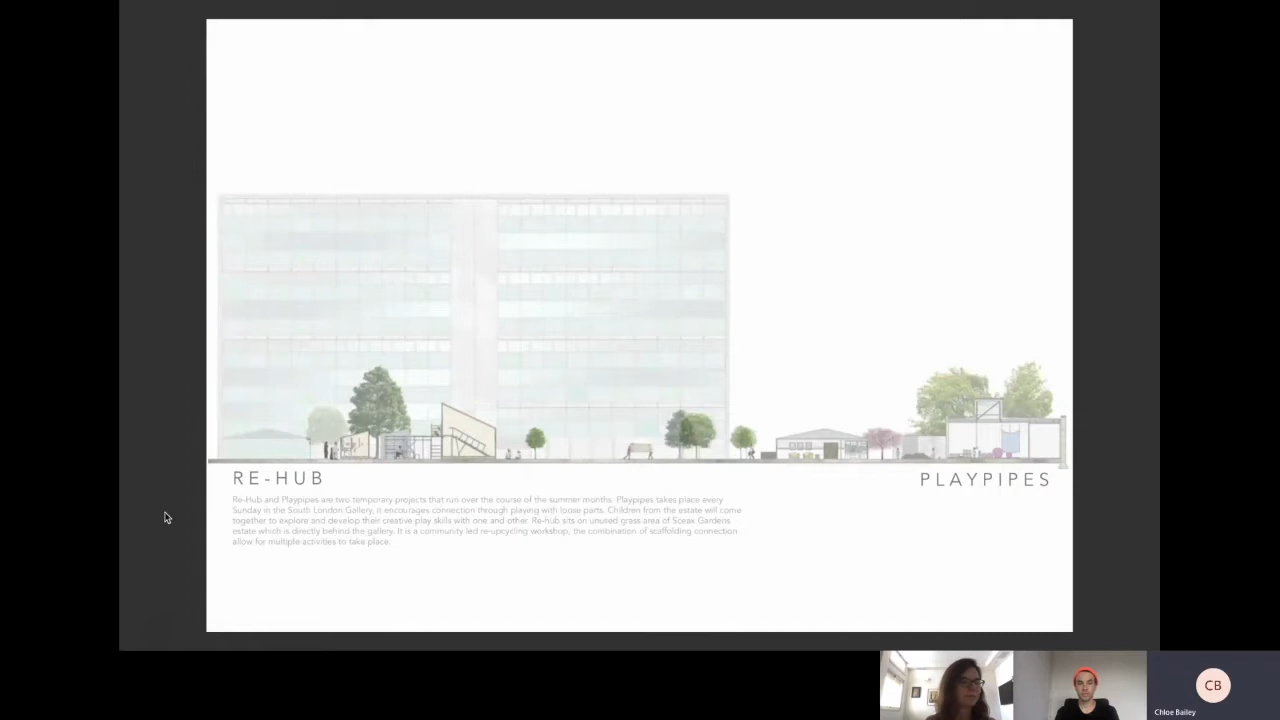 RE-HUB
PLAYPIPES
Re-Hub and Playpipes are two temporary projects that run over the course of the summer months. Playpipes takes place every
Sunday in the South London Gallery, it encourages connection through playing with loose parts. Children from the estate will come
together to explore and develop their creative play skills with one and other. Re-hub sits on unused grass area of Sceax Gardens
estate which is directly behind the gallery. It is a community led re-upcycling workshop, the combination of scaffolding connection
allow for multiple activities to take place.
CB
Chloe Bailey